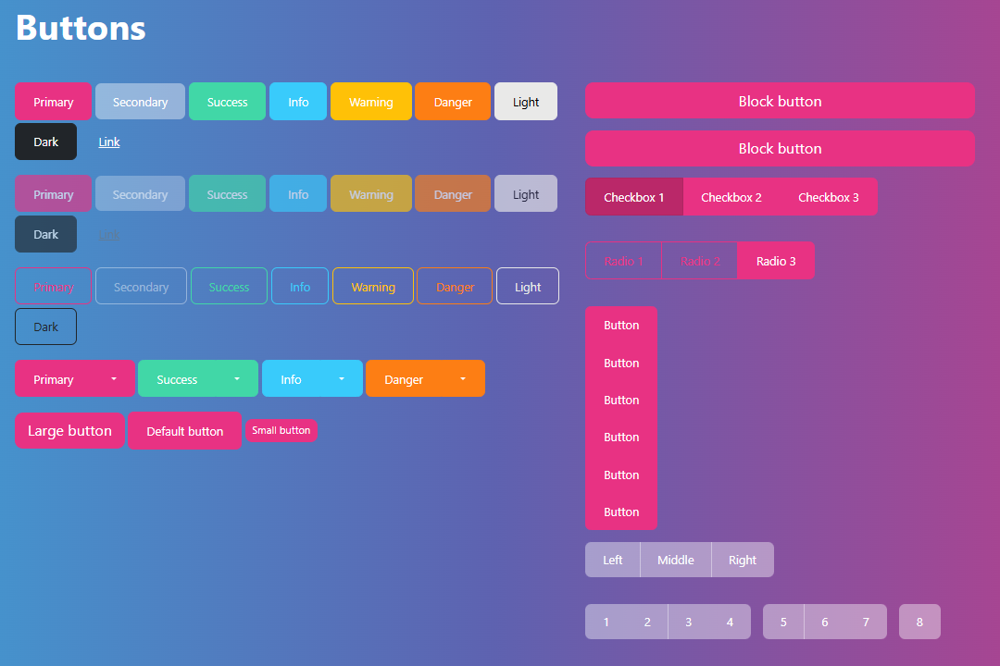 Buttons
Primary Secondary Success Info Warning Danger Light
Dark Link
Primary Secondary Success Info Warning Danger Light
Dark Link
Primary Secondary Success Info Warning Danger Light
Dark
Primary Success Info Danger
Large button Default button Small button
Block button
Block button
Checkbox 1 Checkbox 2 Checkbox 3
Radio 1 Radio 2 Radio 3
Button
Button
Button
Button
Button
Button
Left Middle Right
1 2 3 4 5 6 7 8